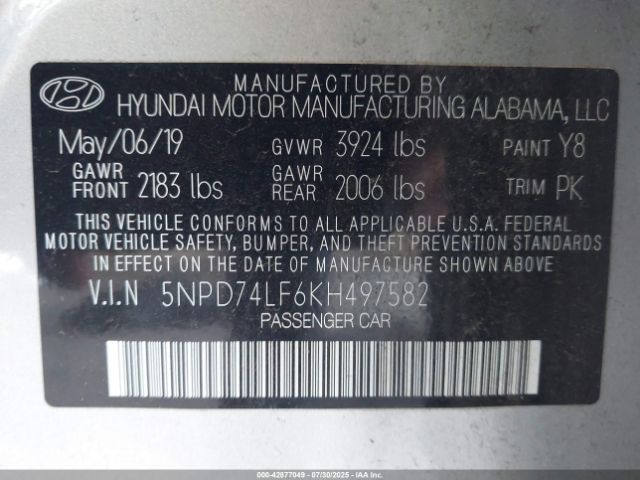 MANUFACTURED BY
HYUNDAI MOTOR MANUFACTURING ALABAMA, LLC
May/06/19 GVWR 3924 lbs PAINT Y8
GAWR FRONT 2183 lbs GAWR REAR 2006 lbs TRIM PK
THIS VEHICLE CONFORMS TO ALL APPLICABLE U.S.A. FEDERAL
MOTOR VEHICLE SAFETY, BUMPER, AND THEFT PREVENTION STANDARDS
IN EFFECT ON THE DATE OF MANUFACTURE SHOWN ABOVE.
V.I.N 5NPD74LF6KH497582
PASSENGER CAR
000-42877049 - 07/30/2025 - IAAI.COM